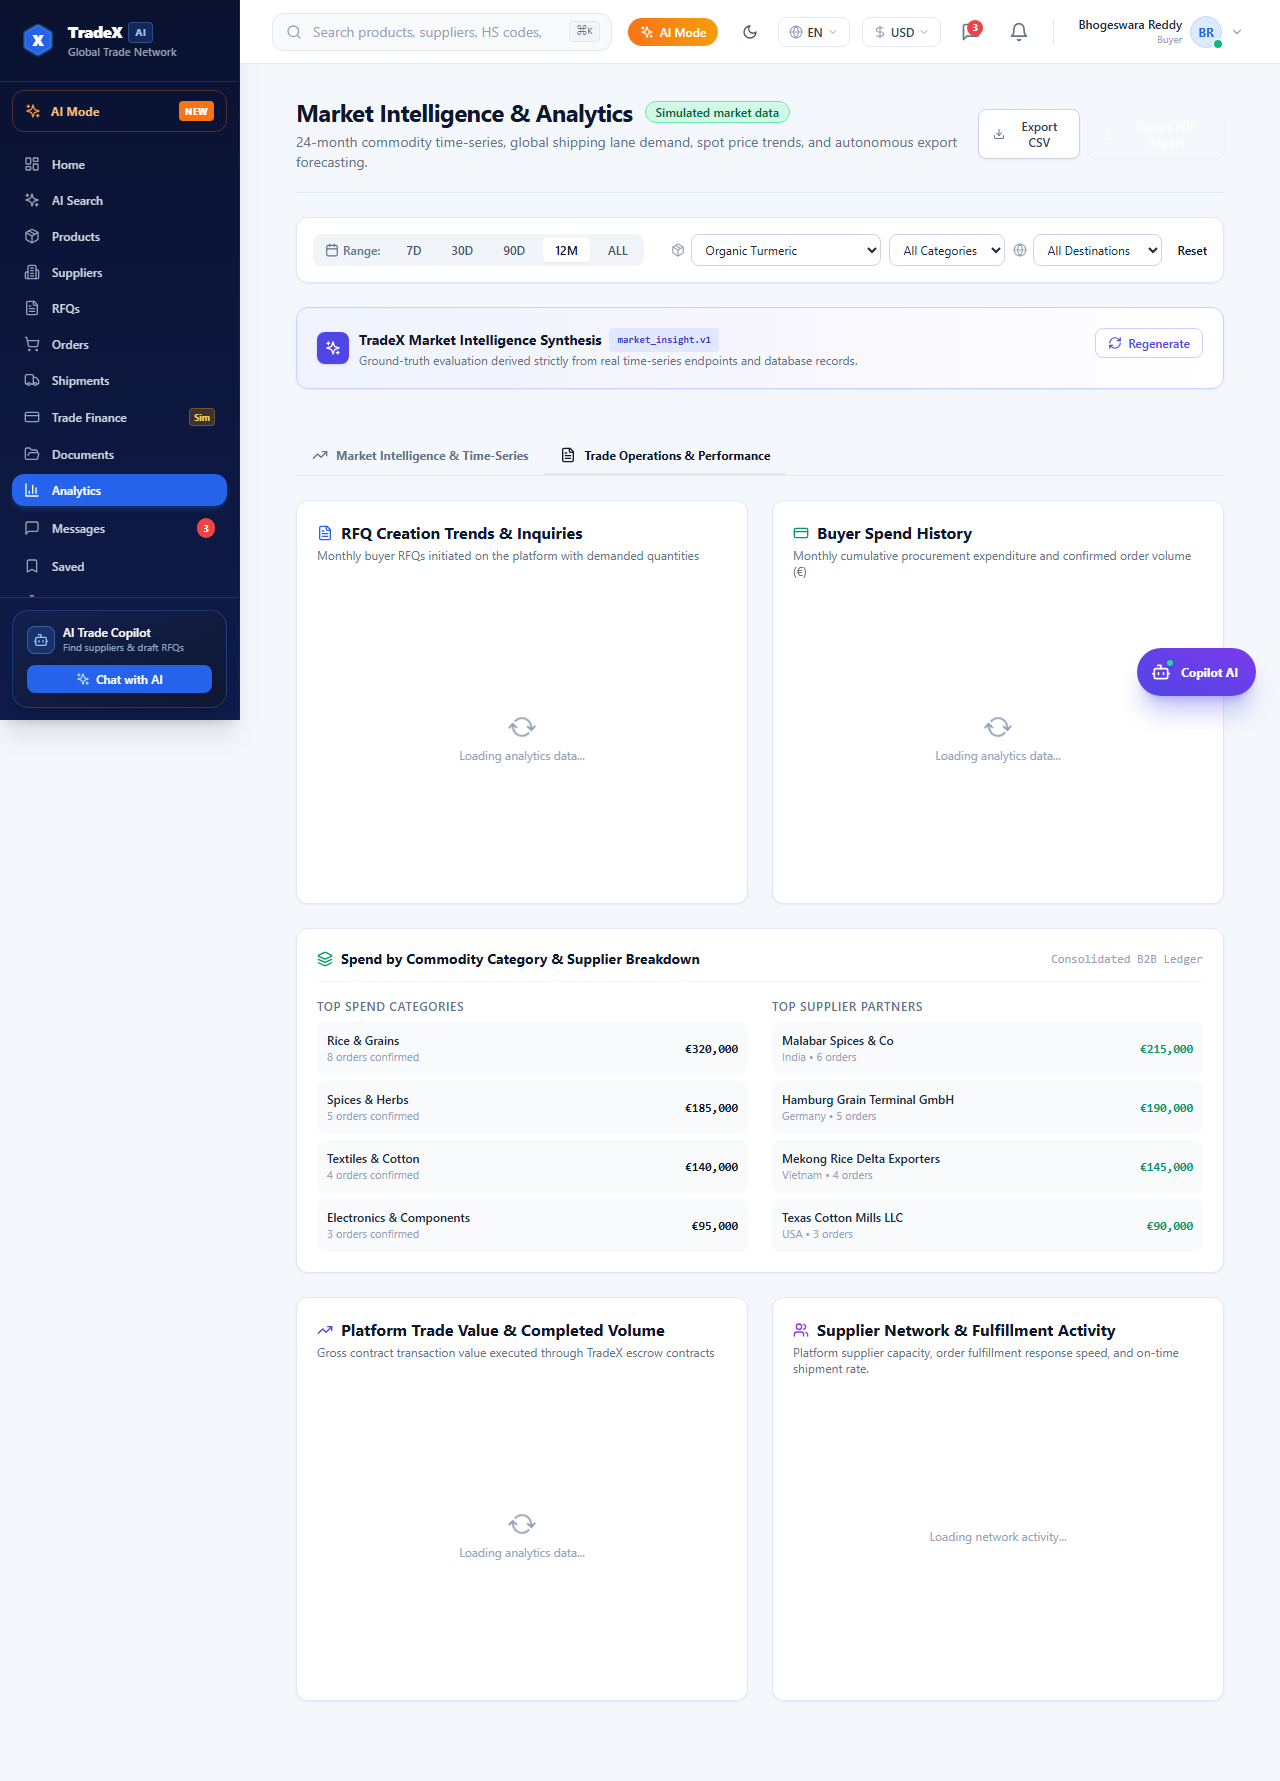 TradeX AI
Global Trade Network
AI Mode NEW
Home
AI Search
Products
Suppliers
RFQs
Orders
Shipments
Trade Finance Sim
Documents
Analytics
Messages 3
Saved
AI Trade Copilot
Find suppliers & draft RFQs
Chat with AI
Search products, suppliers, HS codes, ⌘K
AI Mode
EN
$ USD
3
Bhogeswara Reddy
Buyer
BR
Market Intelligence & Analytics Simulated market data
24-month commodity time-series, global shipping lane demand, spot price trends, and autonomous export
forecasting.
Export
CSV
Export PDF
Report
Range: 7D 30D 90D 12M ALL
Organic Turmeric
All Categories
All Destinations
Reset
TradeX Market Intelligence Synthesis market_insight.v1
Ground-truth evaluation derived strictly from real time-series endpoints and database records.
Regenerate
Market Intelligence & Time-Series
Trade Operations & Performance
RFQ Creation Trends & Inquiries
Monthly buyer RFQs initiated on the platform with demanded quantities
Loading analytics data...
Buyer Spend History
Monthly cumulative procurement expenditure and confirmed order volume
(€)
Loading analytics data...
Copilot AI
Spend by Commodity Category & Supplier Breakdown
Consolidated B2B Ledger
TOP SPEND CATEGORIES
Rice & Grains
8 orders confirmed
€320,000
Spices & Herbs
5 orders confirmed
€185,000
Textiles & Cotton
4 orders confirmed
€140,000
Electronics & Components
3 orders confirmed
€95,000
TOP SUPPLIER PARTNERS
Malabar Spices & Co
India • 6 orders
€215,000
Hamburg Grain Terminal GmbH
Germany • 5 orders
€190,000
Mekong Rice Delta Exporters
Vietnam • 4 orders
€145,000
Texas Cotton Mills LLC
USA • 3 orders
€90,000
Platform Trade Value & Completed Volume
Gross contract transaction value executed through TradeX escrow contracts
Loading analytics data...
Supplier Network & Fulfillment Activity
Platform supplier capacity, order fulfillment response speed, and on-time
shipment rate.
Loading network activity...